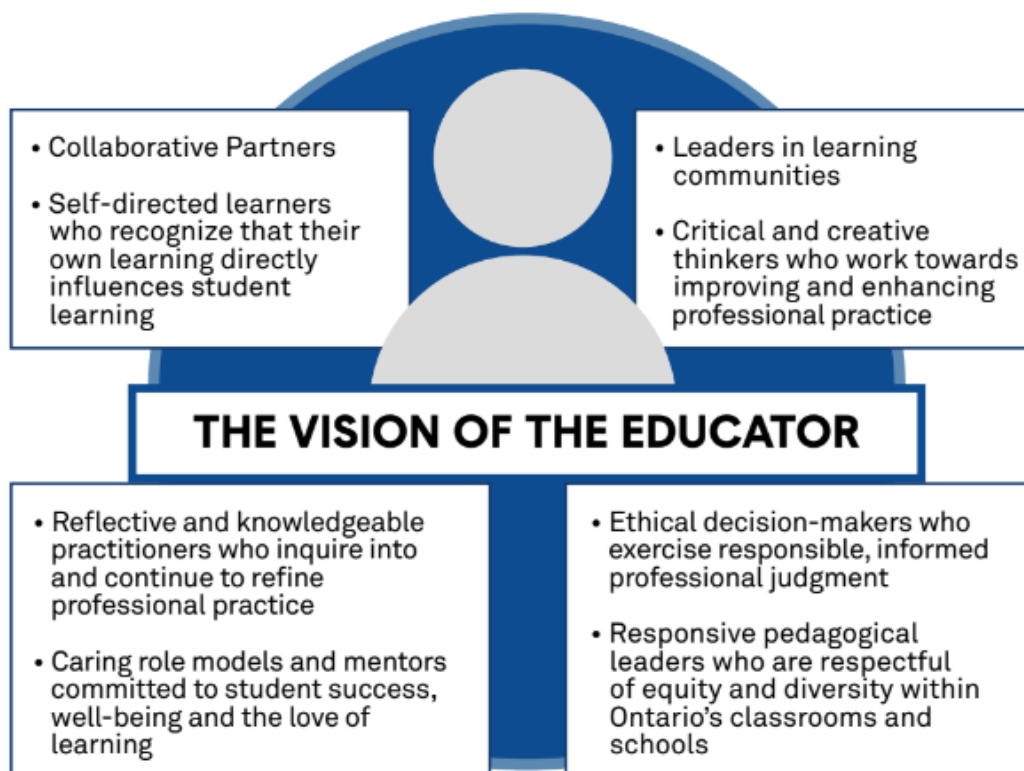 • Collaborative Partners
• Self-directed learners
who recognize that their
own learning directly
influences student
learning
• Leaders in learning
communities
• Critical and creative
thinkers who work towards
improving and enhancing
professional practice
THE VISION OF THE EDUCATOR
• Reflective and knowledgeable
practitioners who inquire into
and continue to refine
professional practice
• Caring role models and mentors
committed to student success,
well-being and the love of
learning
• Ethical decision-makers who
exercise responsible, informed
professional judgment
• Responsive pedagogical
leaders who are respectful
of equity and diversity within
Ontario's classrooms and
schools